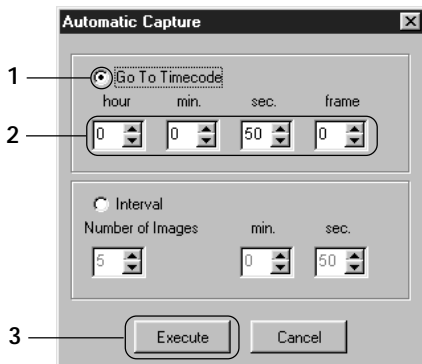 Automatic Capture
1 Go To Timecode
hour min. sec. frame
2 0 0 50 0
Interval
Number of Images min. sec.
5 0 50
3 Execute Cancel